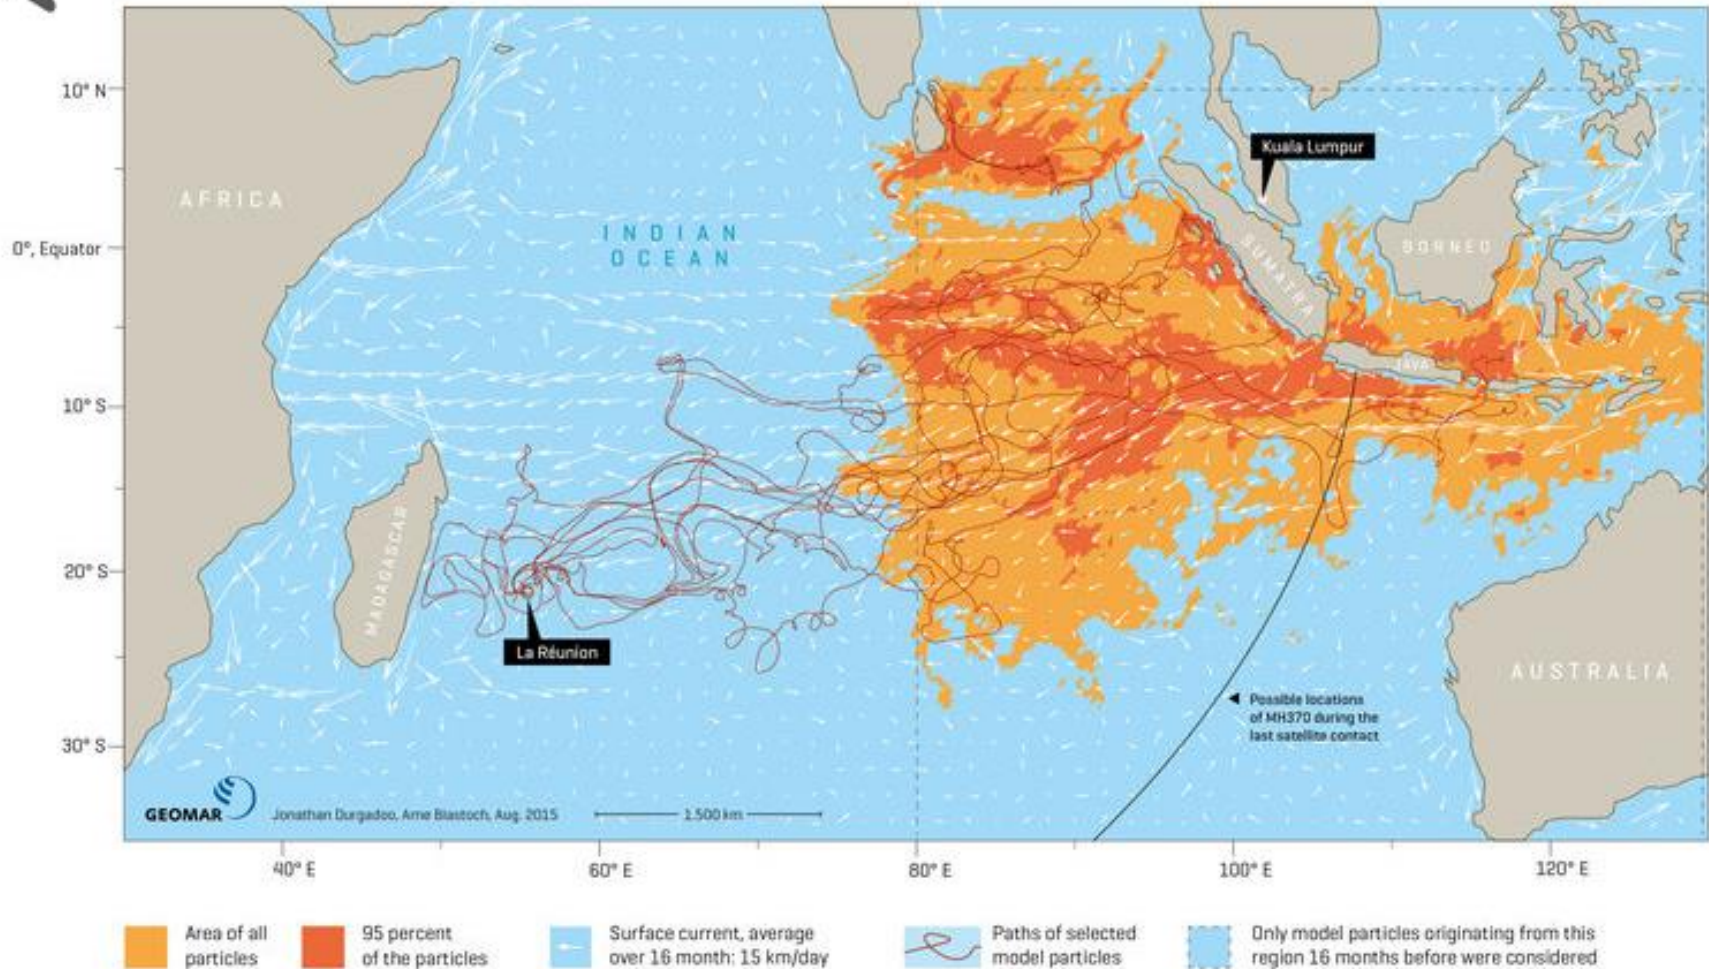 10° N
Kuala Lumpur
AFRICA
INDIAN
OCEAN
0°, Equator
SUMATRA
BORNEO
JAVA
10° S
MADAGASCAR
20° S
La Réunion
AUSTRALIA
Possible locations
of MH370 during the
last satellite contact
30° S
GEOMAR
Jonathan Durgadoo, Arne Biastoch, Aug. 2015
1.500 km
40° E
60° E
80° E
100° E
120° E
Area of all
particles
95 percent
of the particles
Surface current, average
over 16 month: 15 km/day
Paths of selected
model particles
Only model particles originating from this
region 16 months before were considered